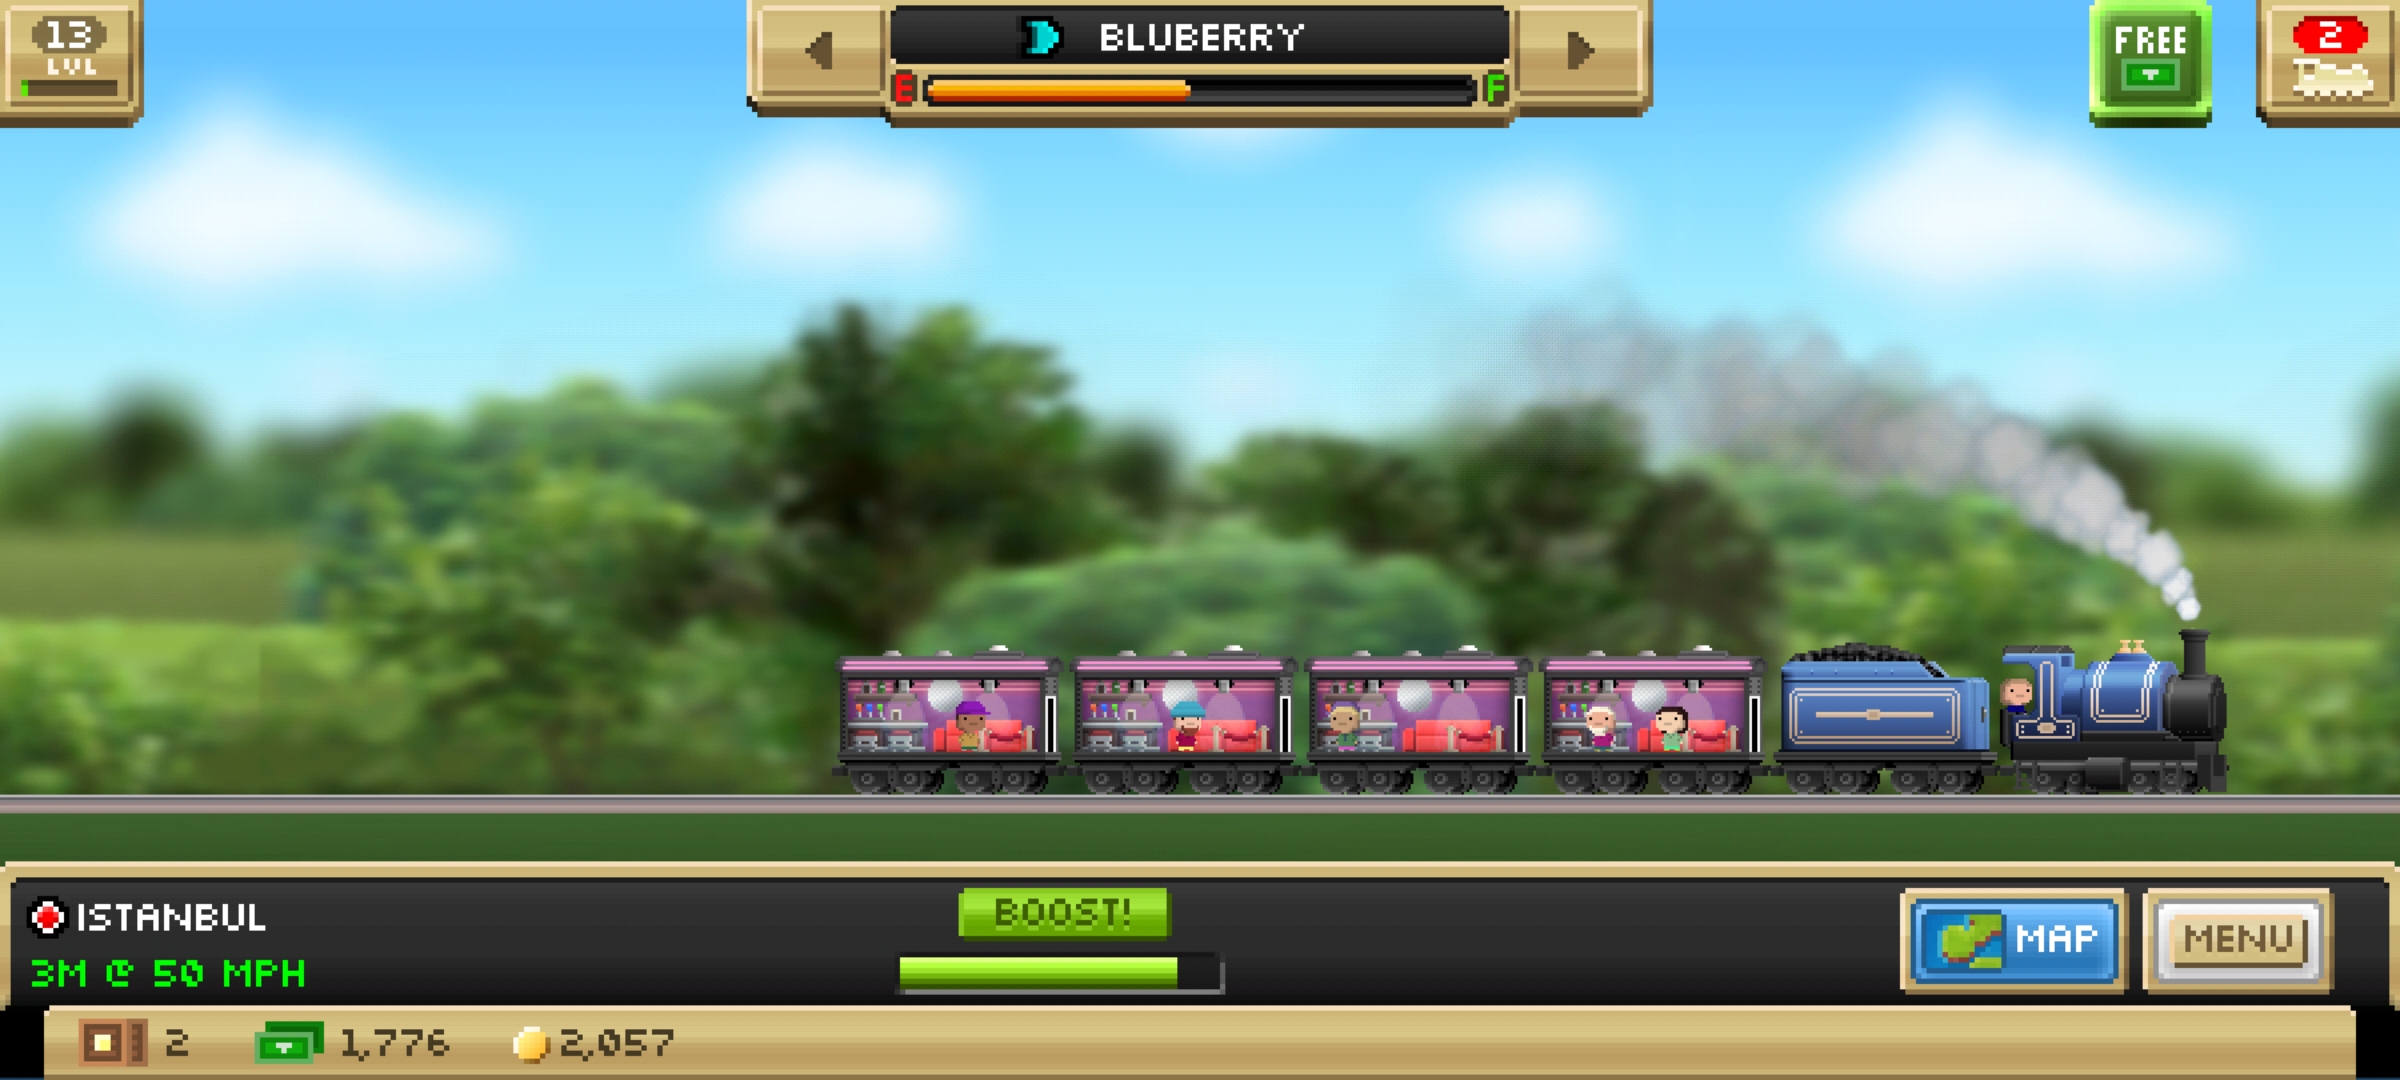 13
LVL
BLUBERRY
E F
FREE
2
ISTANBUL
3M @ 50 MPH
BOOST!
MAP
MENU
2
1,776
2,057